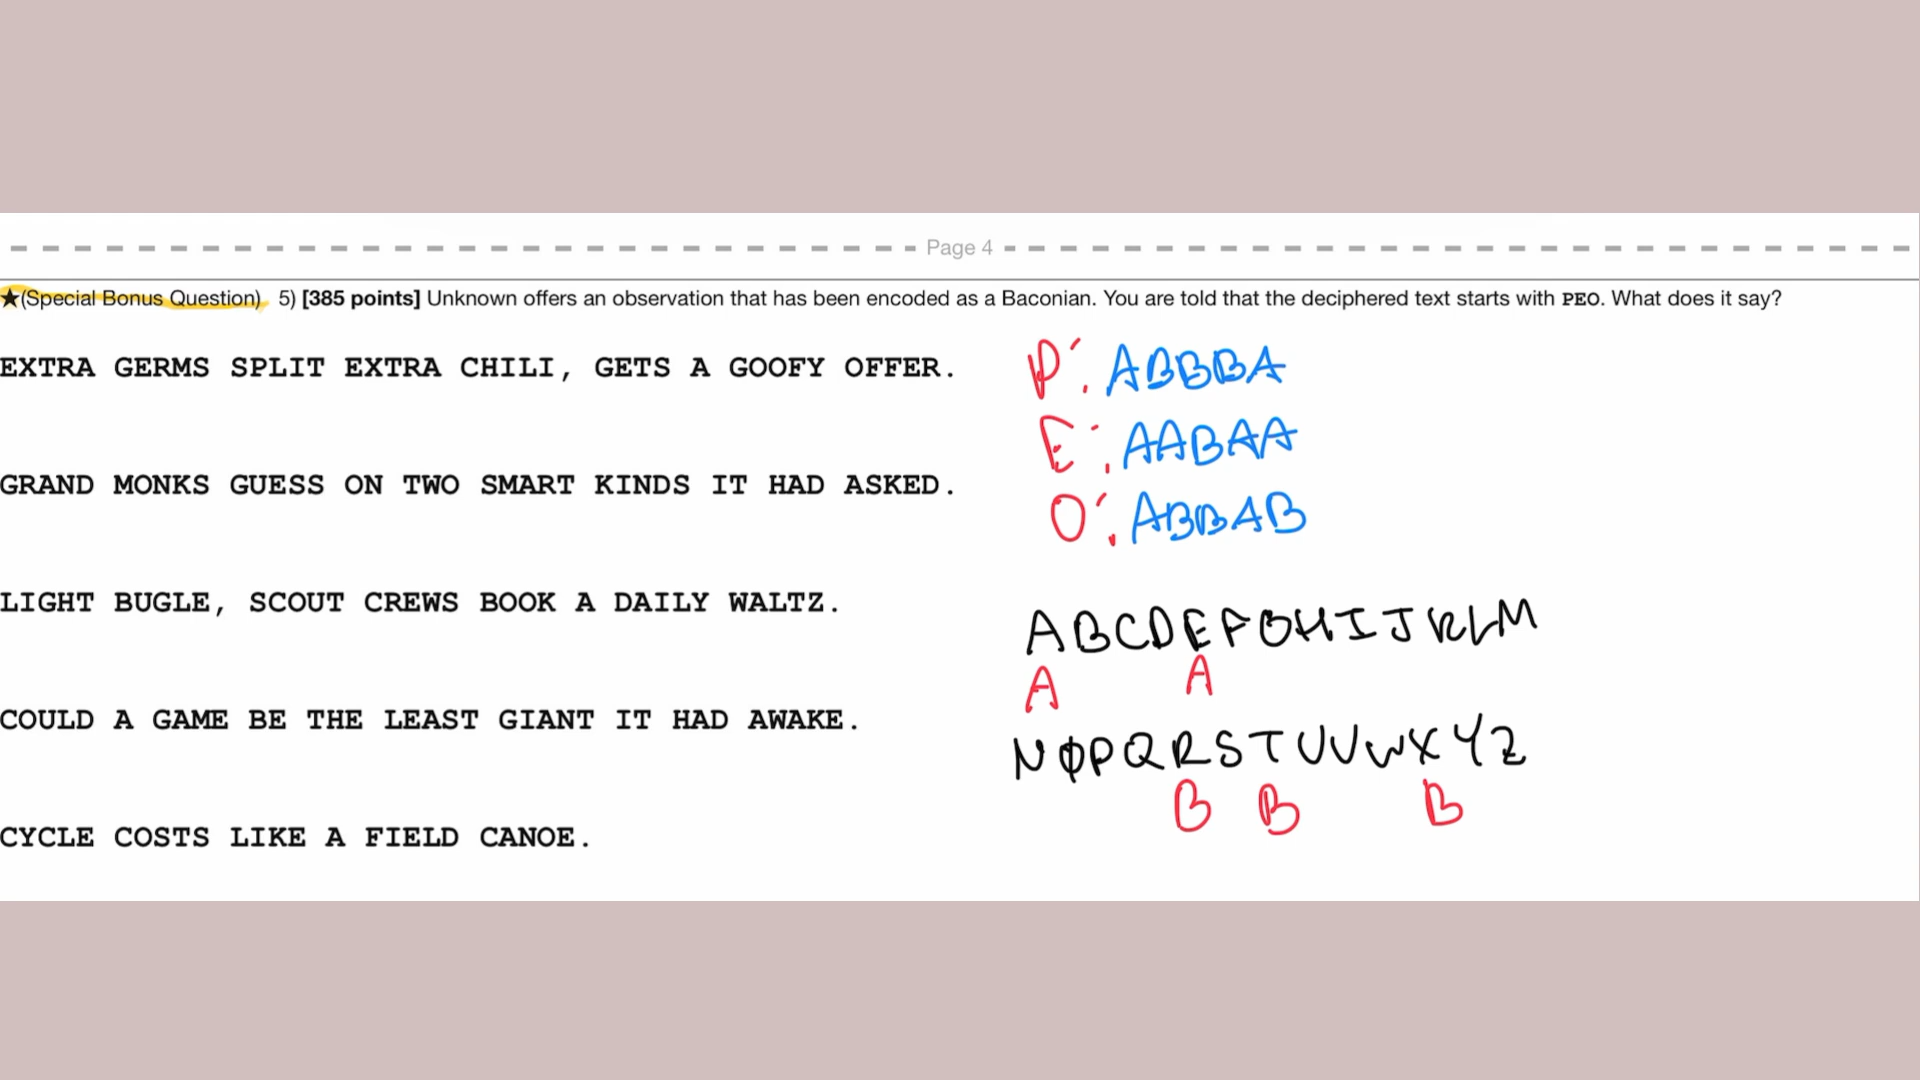 Page 4
★(Special Bonus Question) 5) [385 points] Unknown offers an observation that has been encoded as a Baconian. You are told that the deciphered text starts with PEO. What does it say?
EXTRA GERMS SPLIT EXTRA CHILI, GETS A GOOFY OFFER.
GRAND MONKS GUESS ON TWO SMART KINDS IT HAD ASKED.
LIGHT BUGLE, SCOUT CREWS BOOK A DAILY WALTZ.
COULD A GAME BE THE LEAST GIANT IT HAD AWAKE.
CYCLE COSTS LIKE A FIELD CANOE.
P: ABBBA
E: AABAA
O: ABBAB
A B C D E F G H I J K L M
A A
N O P Q R S T U V W X Y Z
B B B